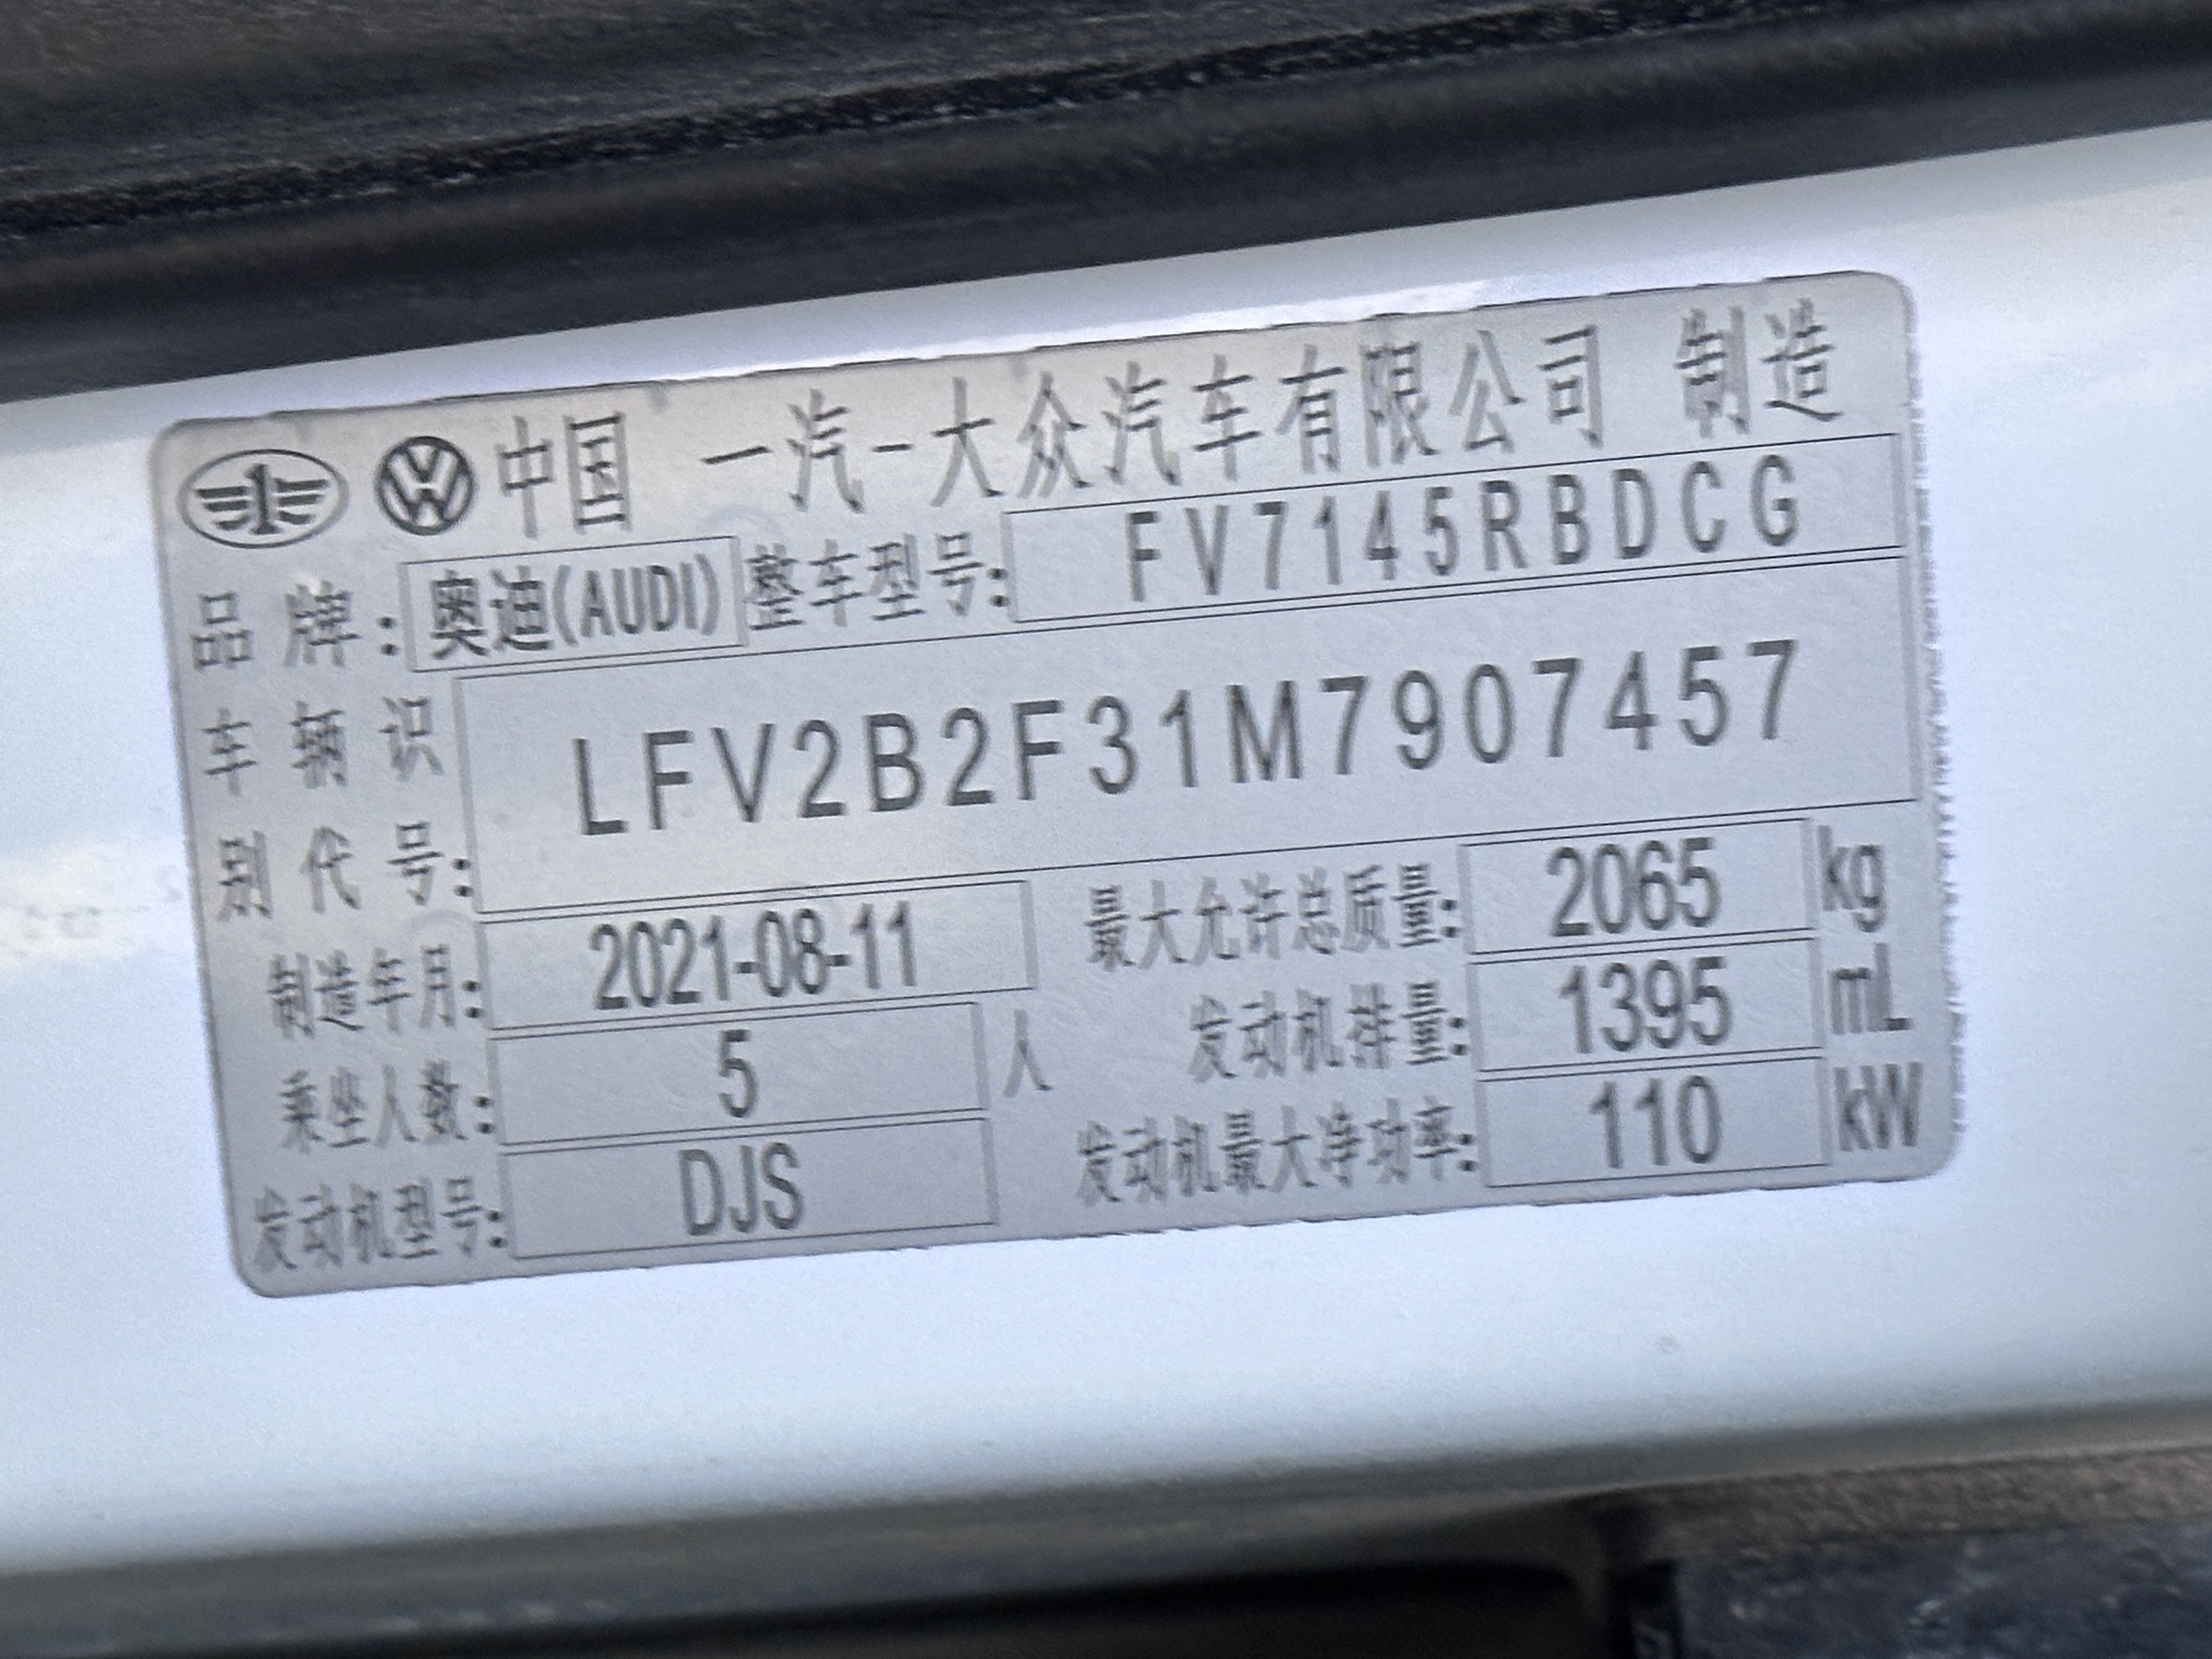 中国 一汽-大众汽车有限公司 制造
品牌: 奥迪(AUDI) 整车型号: FV7145RBDCG
车辆识别代号: LFV2B2F31M7907457
制造年月: 2021-08-11 最大允许总质量: 2065 kg
乘坐人数: 5 人 发动机排量: 1395 mL
发动机型号: DJS 发动机最大净功率: 110 kW